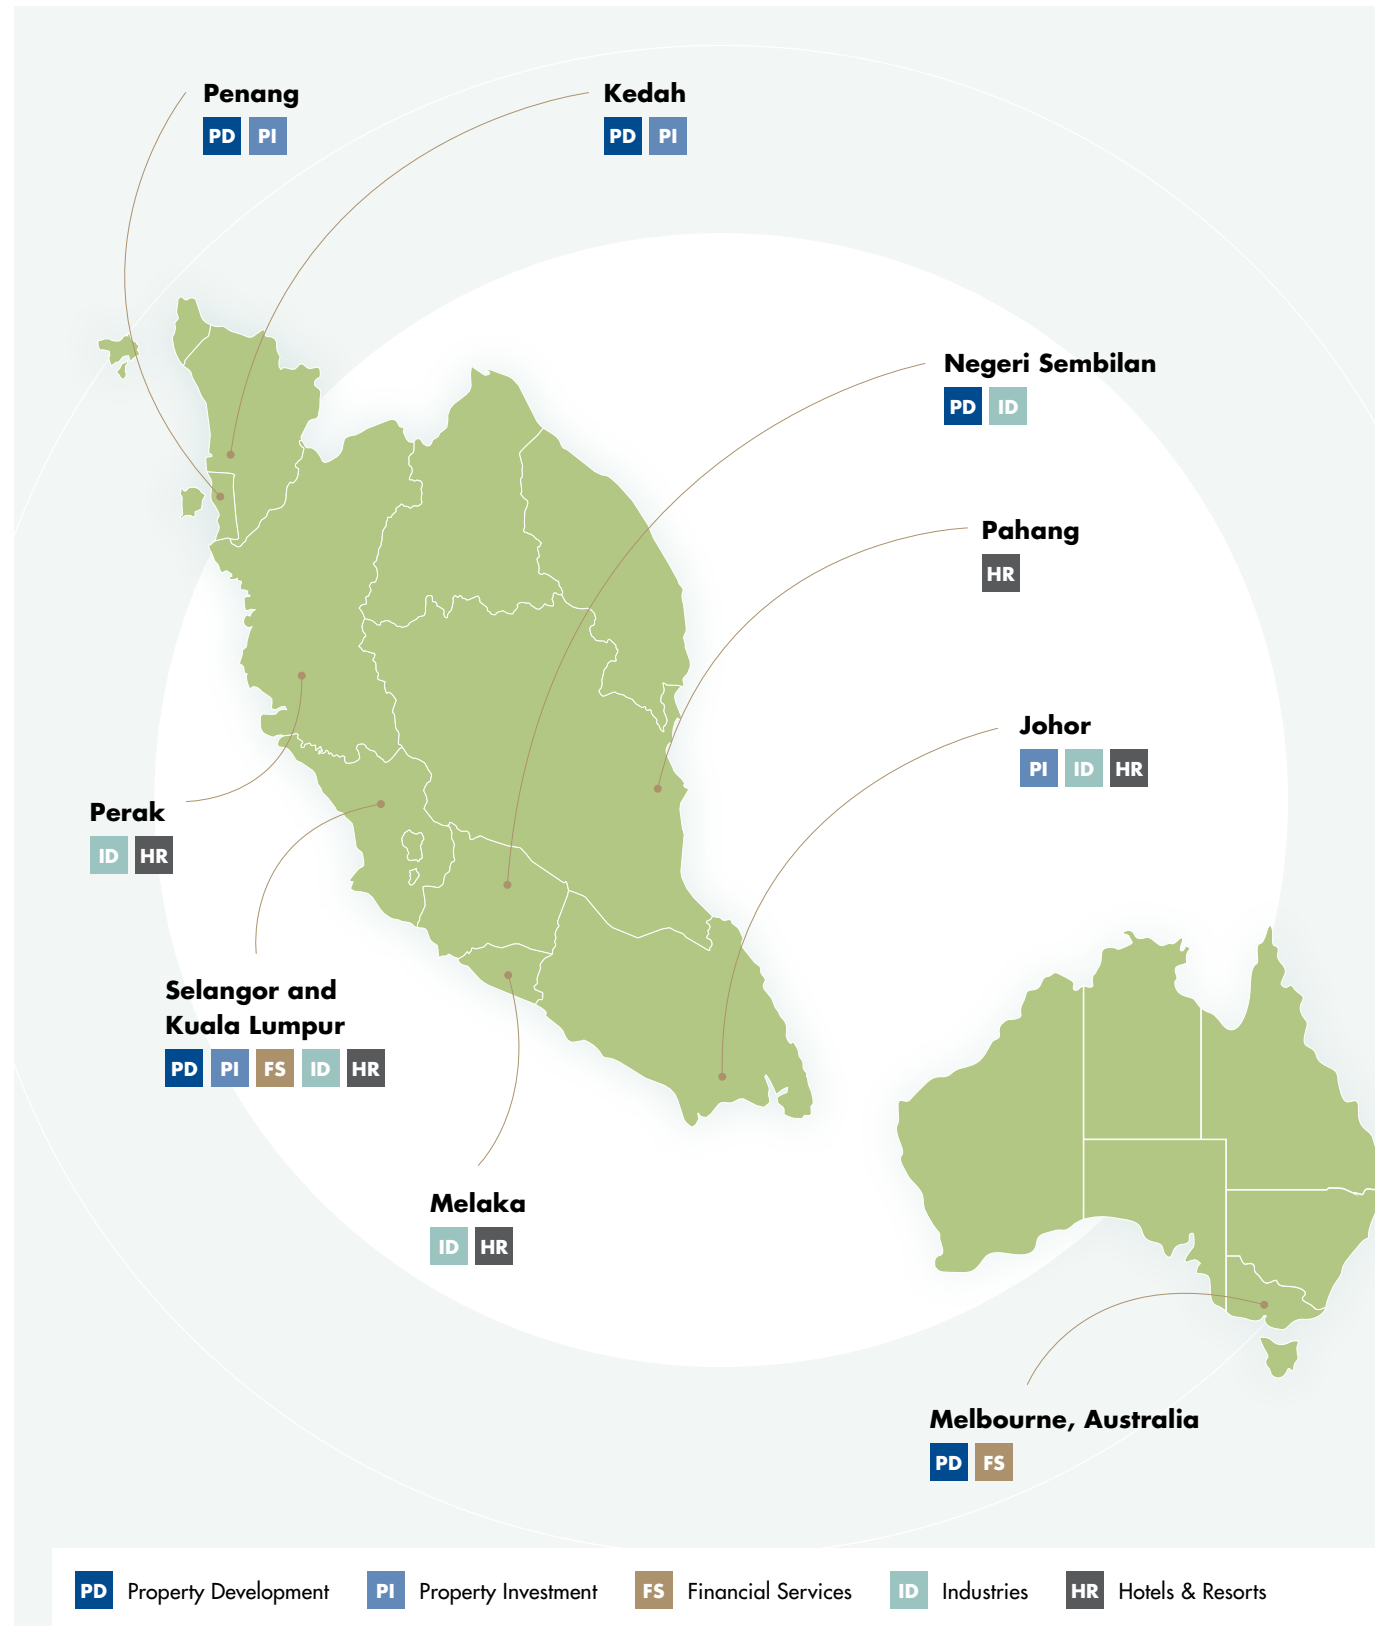 Penang
PD PI
Kedah
PD PI
Negeri Sembilan
PD ID
Pahang
HR
Johor
PI ID HR
Perak
ID HR
Selangor and
Kuala Lumpur
PD PI FS ID HR
Melaka
ID HR
Melbourne, Australia
PD FS
PD Property Development PI Property Investment FS Financial Services ID Industries HR Hotels & Resorts